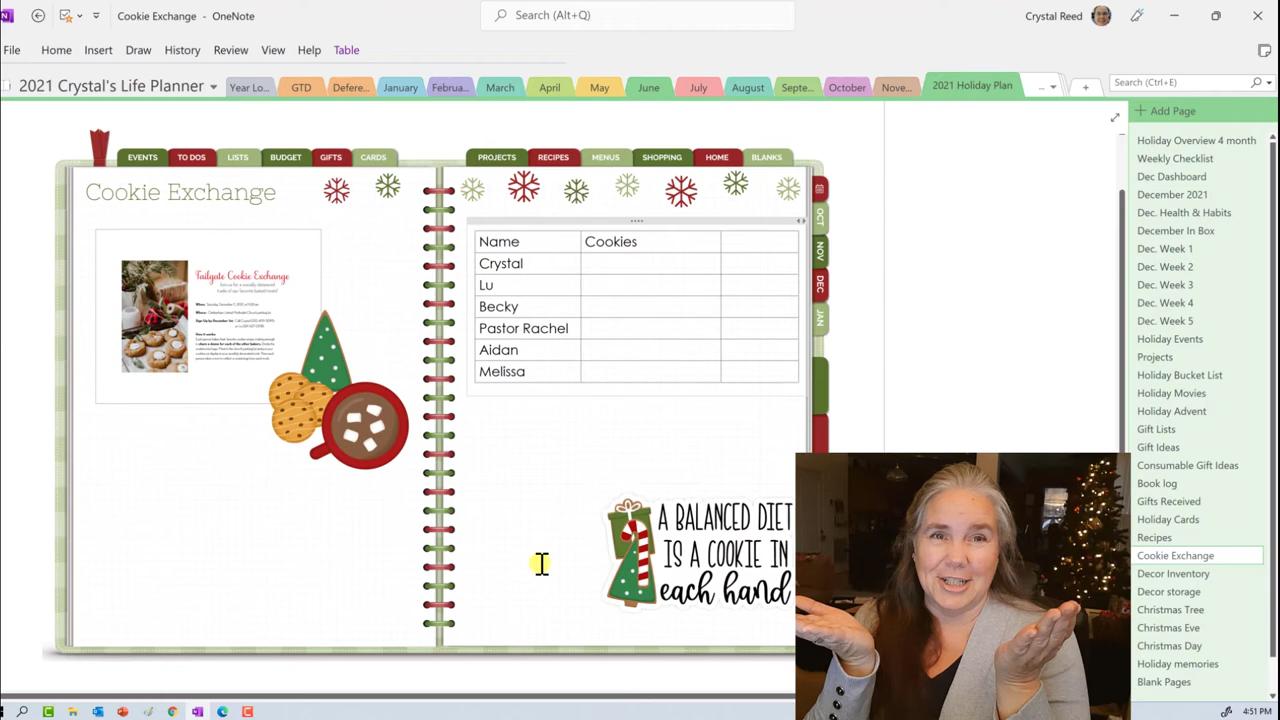 Cookie Exchange - OneNote
Search (Alt+Q)
Crystal Reed
File Home Insert Draw History Review View Help Table
2021 Crystal's Life Planner
Year Lo... GTD Defere... January Februa... March April May June July August Septe... October Nove... 2021 Holiday Plan ...
Search (Ctrl+E)
Add Page
EVENTS TO DOS LISTS BUDGET GIFTS CARDS
PROJECTS RECIPES MENUS SHOPPING HOME BLANKS
Cookie Exchange
Tailgate Cookie Exchange
Name Cookies
Crystal
Lu
Becky
Pastor Rachel
Aidan
Melissa
OCT
NOV
DEC
JAN
A BALANCED DIET
IS A COOKIE IN
each hand
Holiday Overview 4 month
Weekly Checklist
Dec Dashboard
December 2021
Dec. Health & Habits
December In Box
Dec. Week 1
Dec. Week 2
Dec. Week 3
Dec. Week 4
Dec. Week 5
Holiday Events
Projects
Holiday Bucket List
Holiday Movies
Holiday Advent
Gift Lists
Gift Ideas
Consumable Gift Ideas
Book log
Gifts Received
Holiday Cards
Recipes
Cookie Exchange
Decor Inventory
Decor storage
Christmas Tree
Christmas Eve
Christmas Day
Holiday memories
Blank Pages
4:51 PM